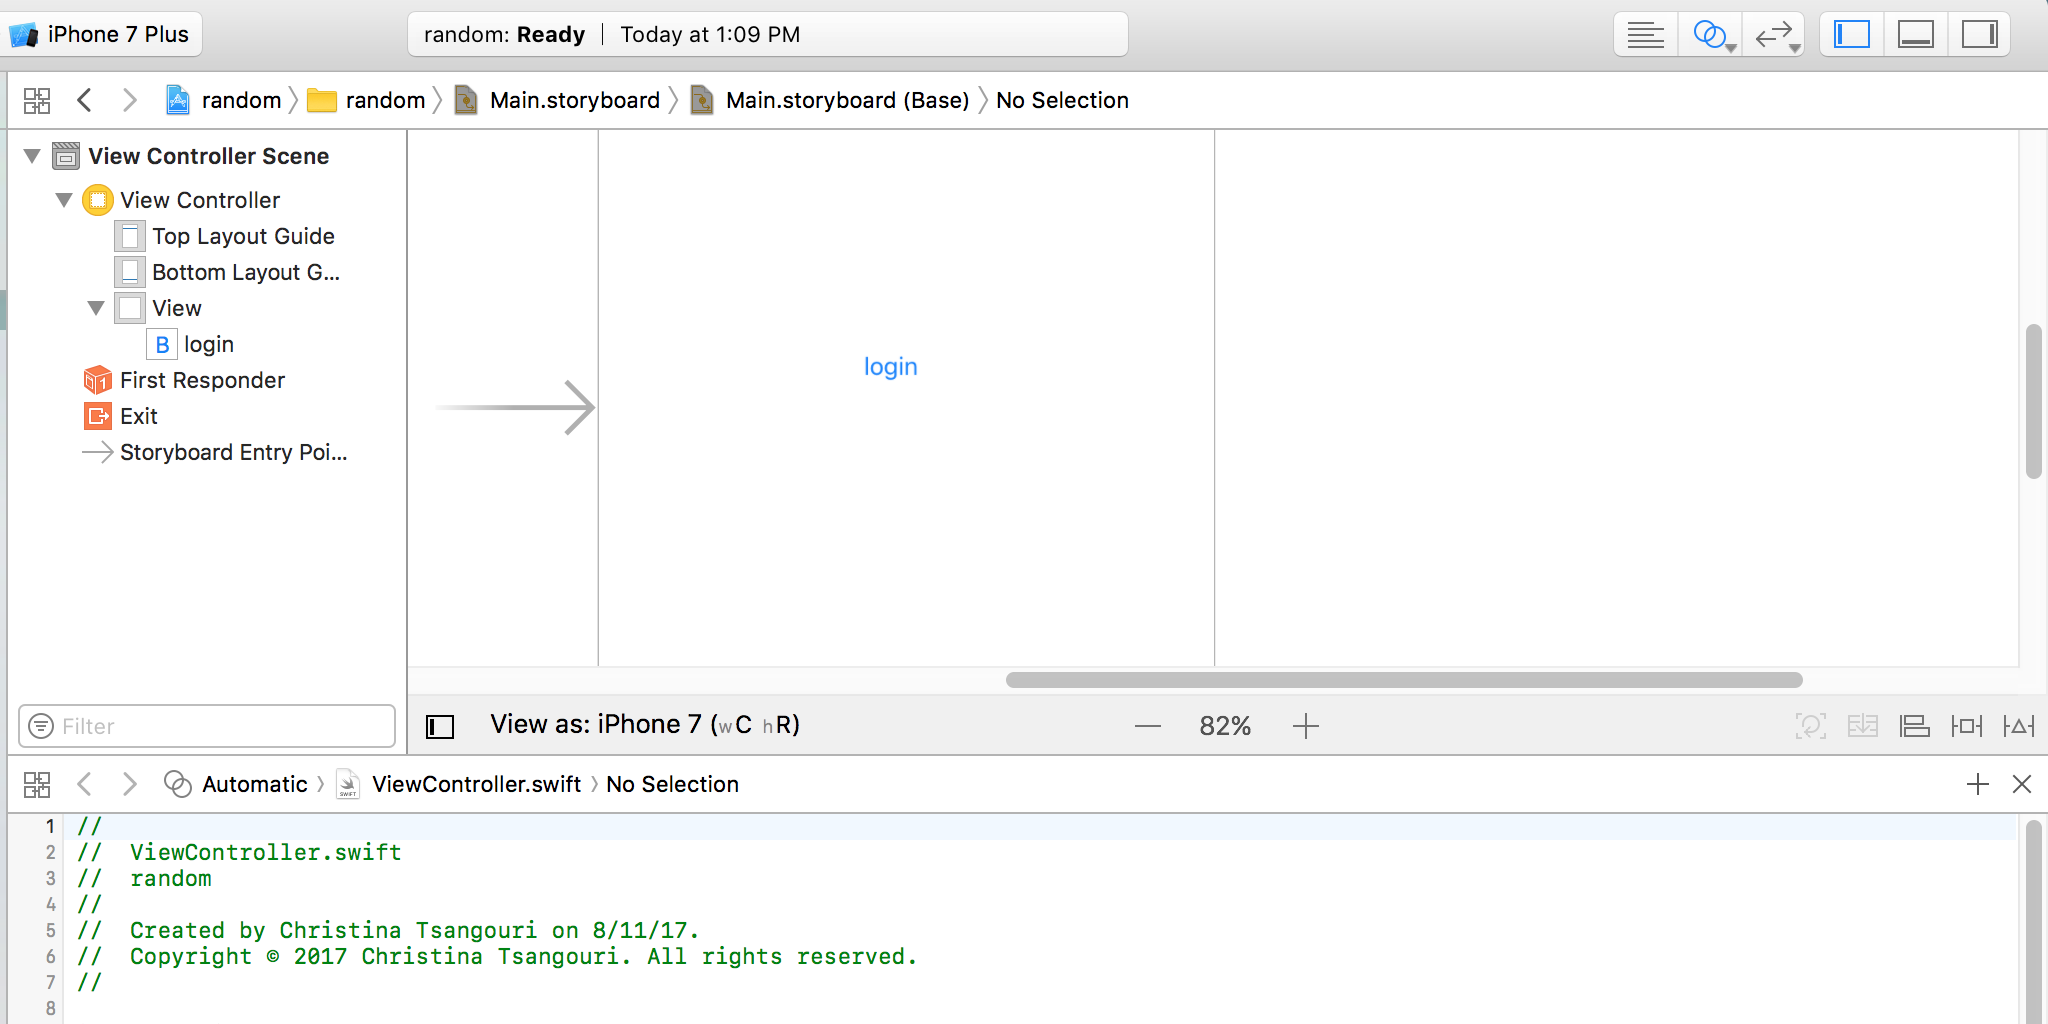 iPhone 7 Plus
random: Ready | Today at 1:09 PM
random 〉 random 〉 Main.storyboard 〉 Main.storyboard (Base) 〉 No Selection
View Controller Scene
View Controller
Top Layout Guide
Bottom Layout G...
View
B login
First Responder
Exit
Storyboard Entry Poi...
login
Filter
View as: iPhone 7 (wC hR)
82%
Automatic 〉 ViewController.swift 〉 No Selection
1 //
2 //  ViewController.swift
3 //  random
4 //
5 //  Created by Christina Tsangouri on 8/11/17.
6 //  Copyright © 2017 Christina Tsangouri. All rights reserved.
7 //
8